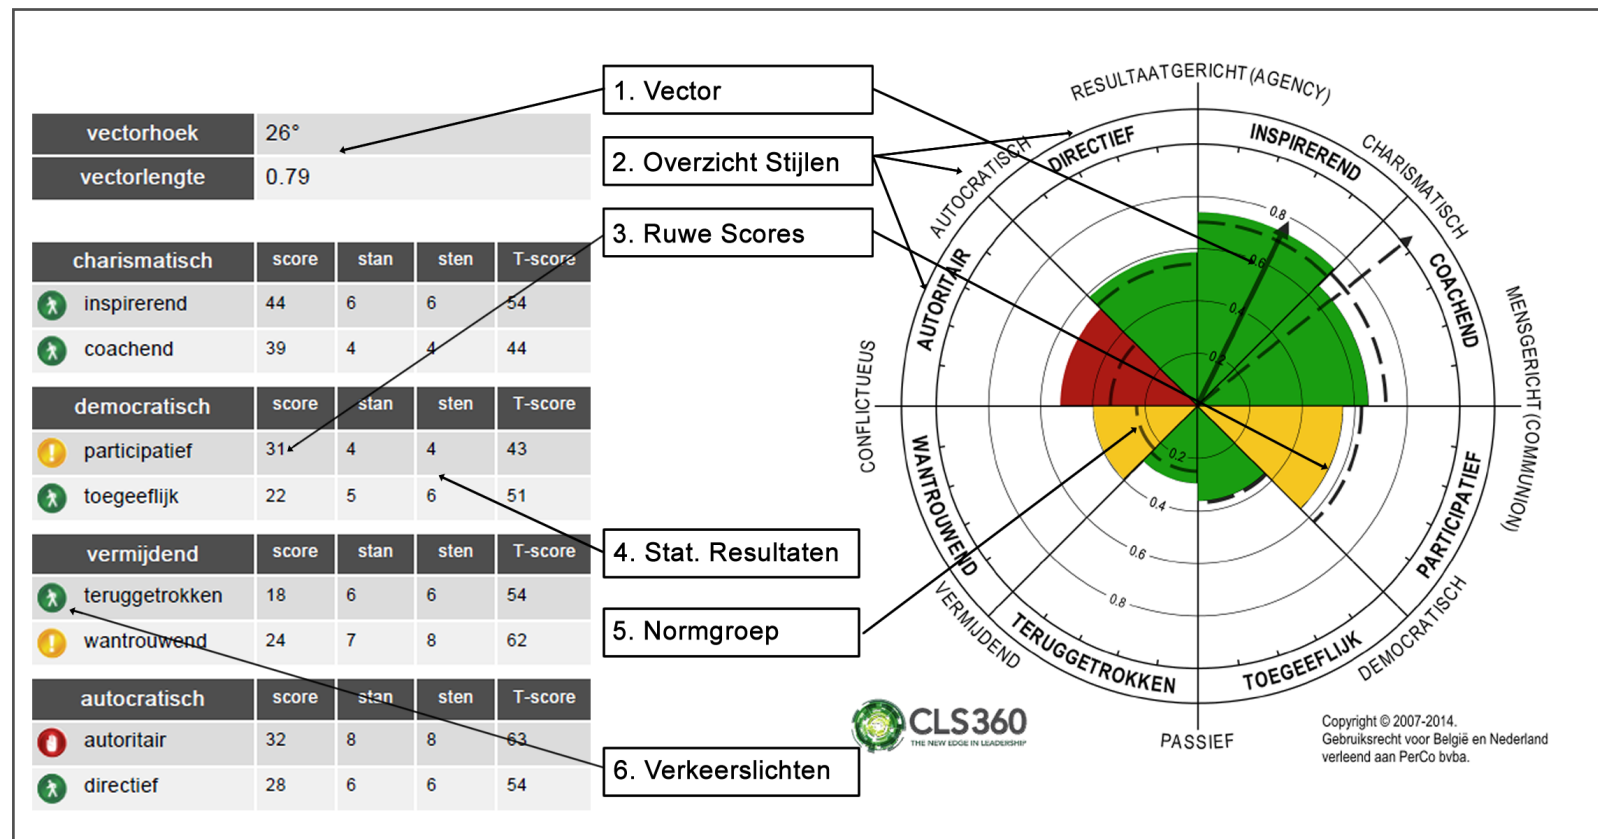 vectorhoek 26°
vectorlengte 0.79
charismatisch score stan sten T-score
inspirerend 44 6 6 54
coachend 39 4 4 44
democratisch score stan sten T-score
participatief 31 4 4 43
toegeeflijk 22 5 6 51
vermijdend score stan sten T-score
teruggetrokken 18 6 6 54
wantrouwend 24 7 8 62
autocratisch score stan sten T-score
autoritair 32 8 8 63
directief 28 6 6 54
1. Vector
2. Overzicht Stijlen
3. Ruwe Scores
4. Stat. Resultaten
5. Normgroep
6. Verkeerslichten
RESULTAATGERICHT (AGENCY)
CHARISMATISCH
MENSGERICHT (COMMUNION)
DEMOCRATISCH
PASSIEF
VERMIJDEND
CONFLICTUEUS
AUTOCRATISCH
DIRECTIEF
INSPIREREND
COACHEND
PARTICIPATIEF
TOEGEEFLIJK
TERUGGETROKKEN
WANTROUWEND
AUTORITAIR
0.8
0.6
0.4
0.2
0.2
0.4
0.6
0.8
CLS360
THE NEW EDGE IN LEADERSHIP
Copyright © 2007-2014.
Gebruiksrecht voor België en Nederland
verleend aan PerCo bvba.